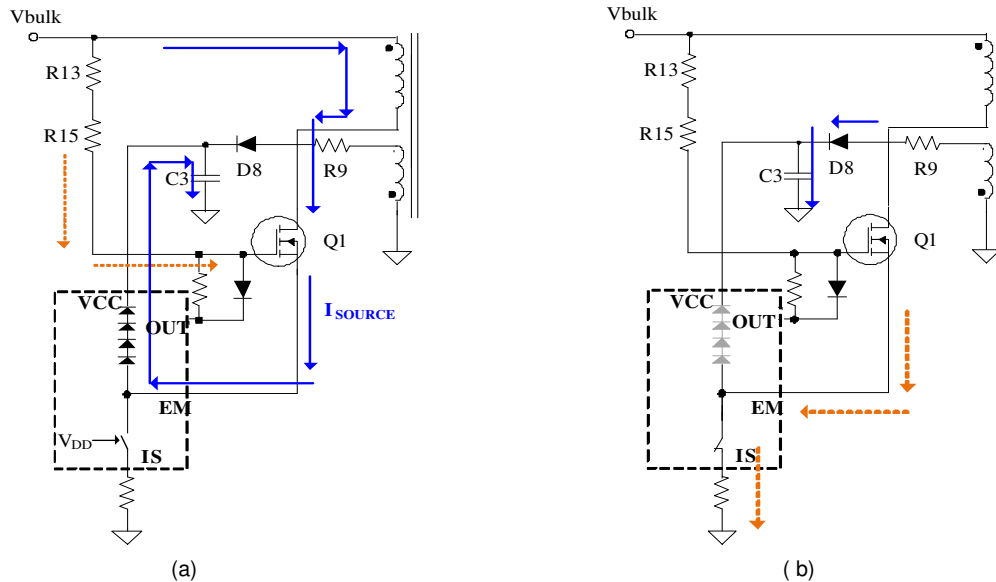 Vbulk
R13
R15
D8
C3
R9
Q1
VCC
OUT
I SOURCE
EM
VDD
IS
(a)
Vbulk
R13
R15
D8
C3
R9
Q1
VCC
OUT
EM
IS
( b)